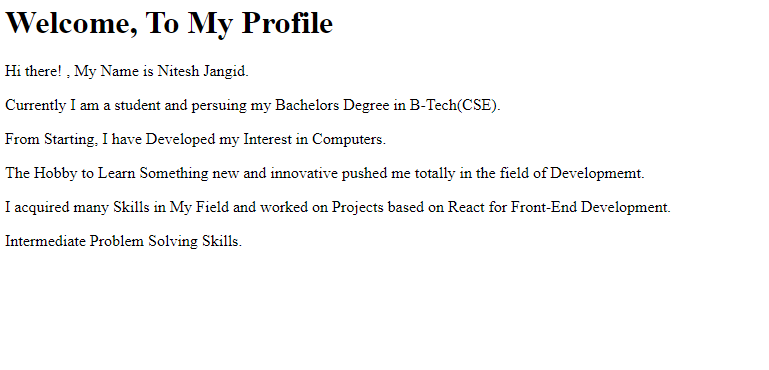 Welcome, To My Profile
Hi there! , My Name is Nitesh Jangid.
Currently I am a student and persuing my Bachelors Degree in B-Tech(CSE).
From Starting, I have Developed my Interest in Computers.
The Hobby to Learn Something new and innovative pushed me totally in the field of Developmemt.
I acquired many Skills in My Field and worked on Projects based on React for Front-End Development.
Intermediate Problem Solving Skills.